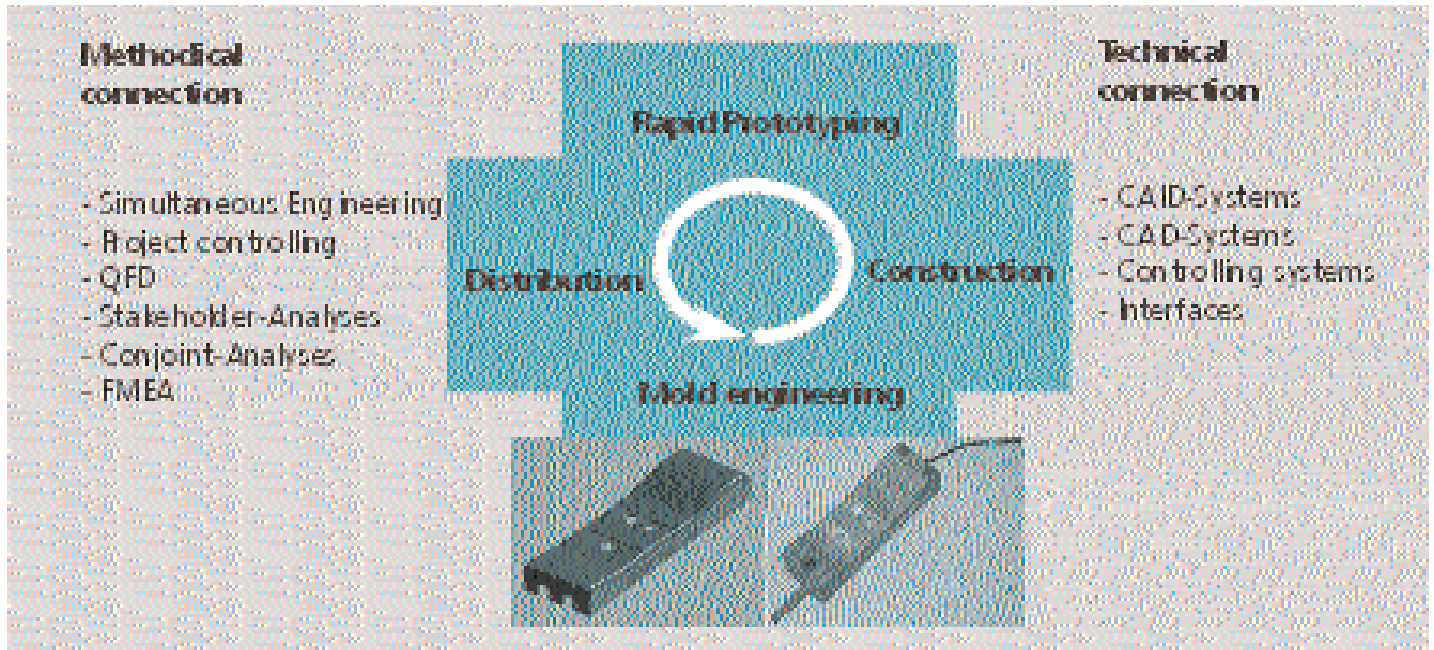 Methodical
connection
- Simultaneous Engineering
- Project controlling
- QFD
- Stakeholder-Analyses
- Conjoint-Analyses
- FMEA
Rapid Prototyping
Distribution
Construction
Mold engineering
Technical
connection
- CAID-Systems
- CAD-Systems
- Controlling systems
- Interfaces